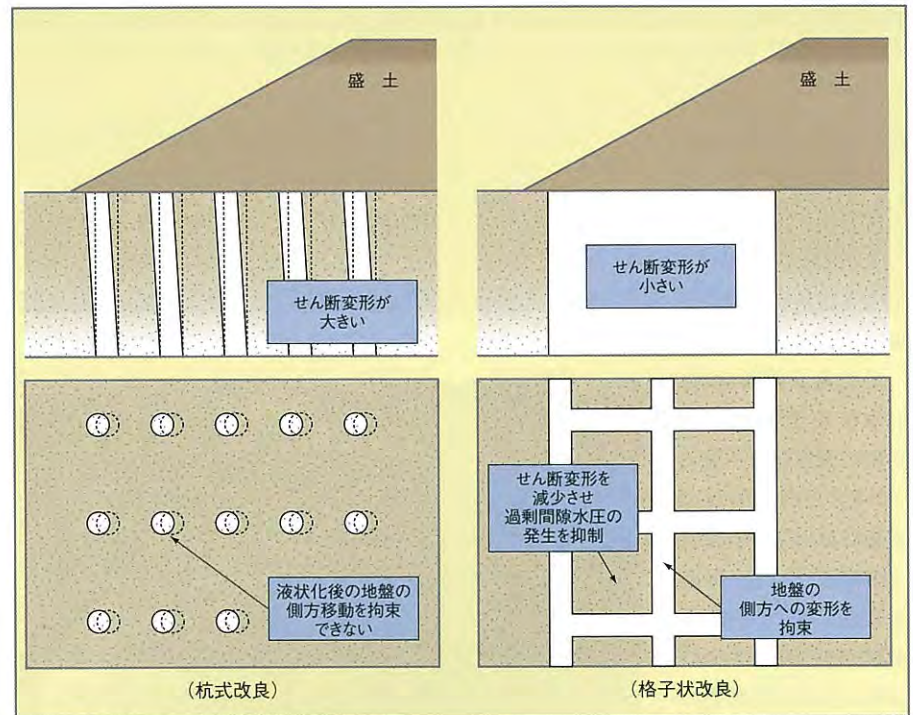 盛 土
せん断変形が
大きい
液状化後の地盤の
側方移動を拘束
できない
(杭式改良)
盛 土
せん断変形が
小さい
せん断変形を
減少させ
過剰間隙水圧の
発生を抑制
地盤の
側方への変形を
拘束
(格子状改良)